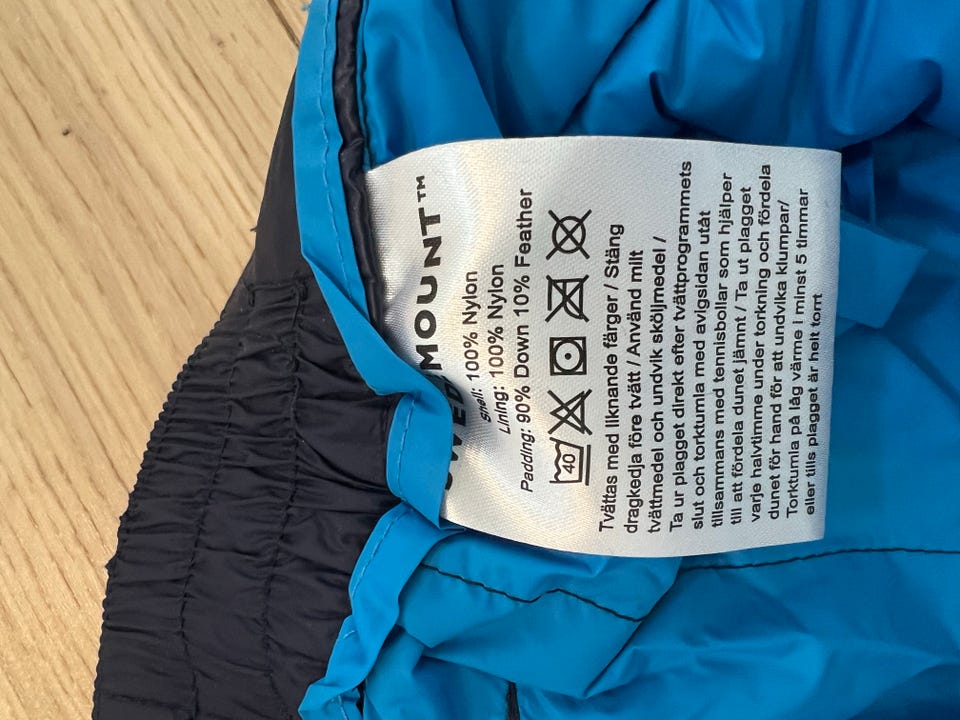 SWEDEMOUNT™
Shell: 100% Nylon
Lining: 100% Nylon
Padding: 90% Down 10% Feather
40
Tvättas med liknande färger / Stäng
dragkedja före tvätt / Använd milt
tvättmedel och undvik sköljmedel /
Ta ur plagget direkt efter tvättprogrammets
slut och torktumla med avigsidan utåt
tillsammans med tennisbollar som hjälper
till att fördela dunet jämnt / Ta ut plagget
varje halvtimme under torkning och fördela
dunet för hand för att undvika klumpar/
Torktumla på låg värme i minst 5 timmar
eller tills plagget är helt torrt